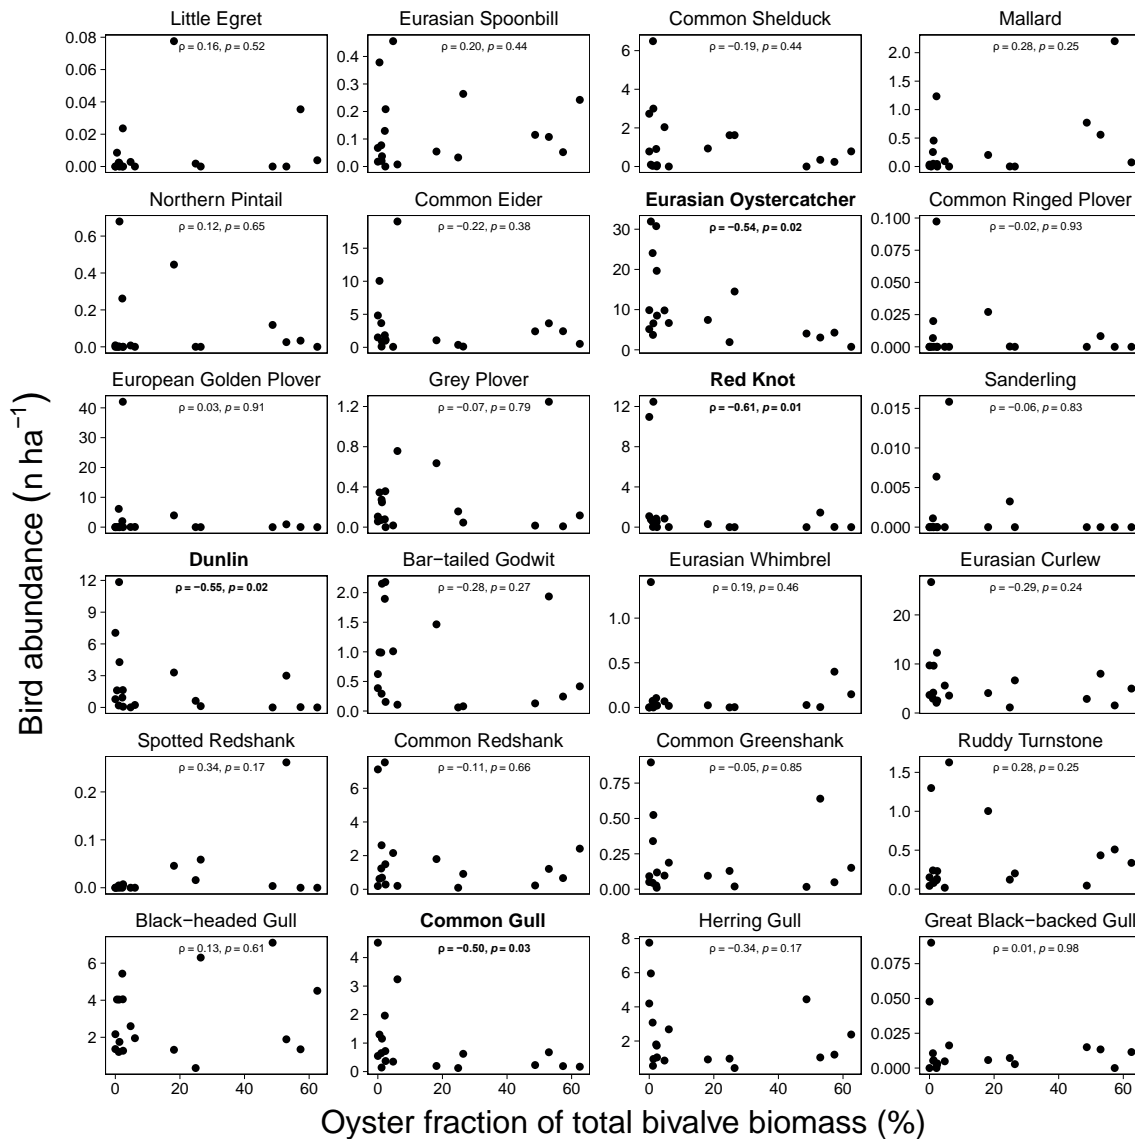 Little Egret Eurasian Spoonbill Common Shelduck Mallard
ρ = 0.16, p = 0.52 ρ = 0.20, p = 0.44 ρ = −0.19, p = 0.44 ρ = 0.28, p = 0.25
0.08 0.06 0.04 0.02 0.00
0.4 0.3 0.2 0.1 0.0
6 4 2 0
2.0 1.5 1.0 0.5 0.0
Northern Pintail Common Eider Eurasian Oystercatcher Common Ringed Plover
ρ = 0.12, p = 0.65 ρ = −0.22, p = 0.38 ρ = −0.54, p = 0.02 ρ = −0.02, p = 0.93
0.6 0.4 0.2 0.0
15 10 5 0
30 20 10 0
0.100 0.075 0.050 0.025 0.000
European Golden Plover Grey Plover Red Knot Sanderling
ρ = 0.03, p = 0.91 ρ = −0.07, p = 0.79 ρ = −0.61, p = 0.01 ρ = −0.06, p = 0.83
40 30 20 10 0
1.2 0.8 0.4 0.0
12 9 6 3 0
0.015 0.010 0.005 0.000
Dunlin Bar−tailed Godwit Eurasian Whimbrel Eurasian Curlew
ρ = −0.55, p = 0.02 ρ = −0.28, p = 0.27 ρ = 0.19, p = 0.46 ρ = −0.29, p = 0.24
12 9 6 3 0
2.0 1.5 1.0 0.5 0.0
1.0 0.5 0.0
20 10 0
Spotted Redshank Common Redshank Common Greenshank Ruddy Turnstone
ρ = 0.34, p = 0.17 ρ = −0.11, p = 0.66 ρ = −0.05, p = 0.85 ρ = 0.28, p = 0.25
0.2 0.1 0.0
6 4 2 0
0.75 0.50 0.25 0.00
1.5 1.0 0.5 0.0
Black−headed Gull Common Gull Herring Gull Great Black−backed Gull
ρ = 0.13, p = 0.61 ρ = −0.50, p = 0.03 ρ = −0.34, p = 0.17 ρ = 0.01, p = 0.98
6 4 2
4 3 2 1 0
8 6 4 2
0.075 0.050 0.025 0.000
0 20 40 60 0 20 40 60 0 20 40 60 0 20 40 60
Bird abundance (n ha⁻¹)
Oyster fraction of total bivalve biomass (%)